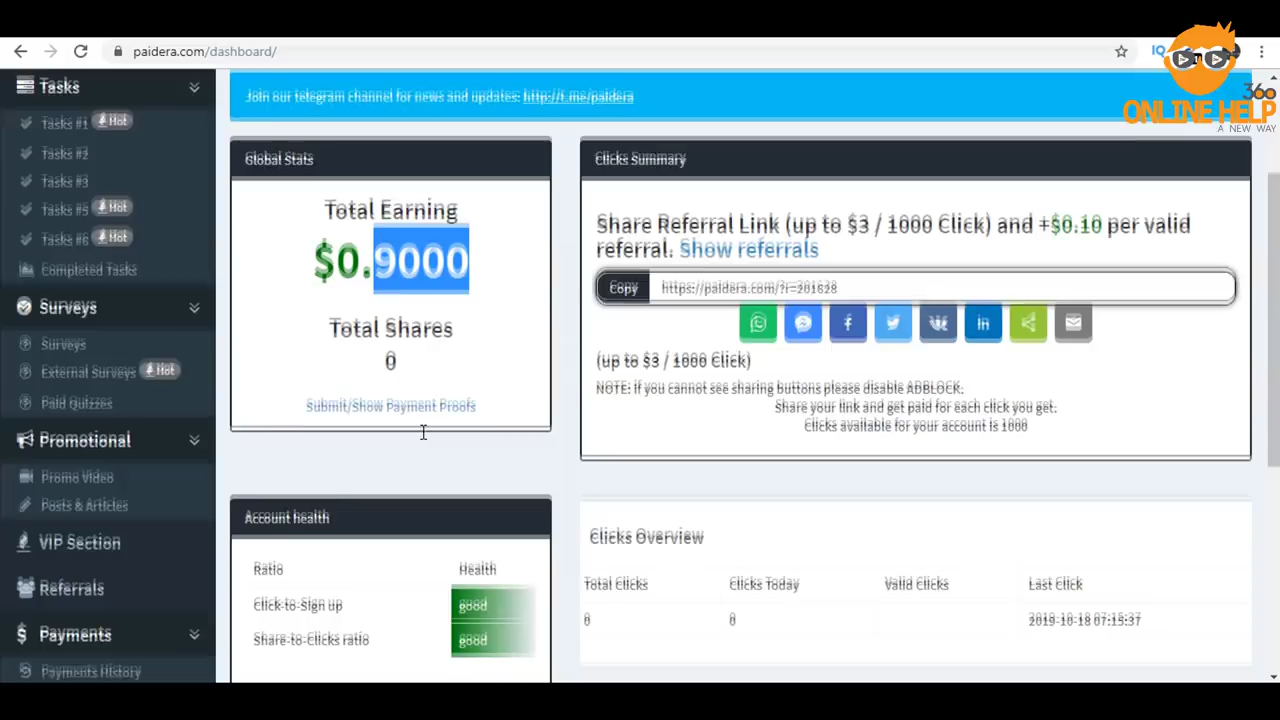 paidera.com/dashboard/
IQ
360
ONLINE HELP
A NEW WAY
Tasks
Tasks #1 Hot
Tasks #2
Tasks #3
Tasks #5 Hot
Tasks #6 Hot
Completed Tasks
Surveys
Surveys
External Surveys Hot
Paid Quizzes
Promotional
Promo Video
Posts & Articles
VIP Section
Referrals
Payments
Payments History
Join our telegram channel for news and updates: http://t.me/paidera
Global Stats
Total Earning
$0.9000
Total Shares
0
Submit/Show Payment Proofs
Clicks Summary
Share Referral Link (up to $3 / 1000 Click) and +$0.10 per valid
referral. Show referrals
Copy https://paidera.com/?r=201628
(up to $3 / 1000 Click)
NOTE: if you cannot see sharing buttons please disable ADBLOCK.
Share your link and get paid for each click you get.
Clicks available for your account is 1000
Account health
Ratio Health
Click-to-Sign up good
Share-to-Clicks ratio good
Clicks Overview
Total Clicks Clicks Today Valid Clicks Last Click
0 0 2019-10-18 07:15:37